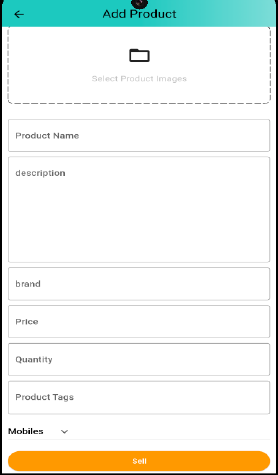 Add Product
Select Product Images
Product Name
description
brand
Price
Quantity
Product Tags
Mobiles
Sell